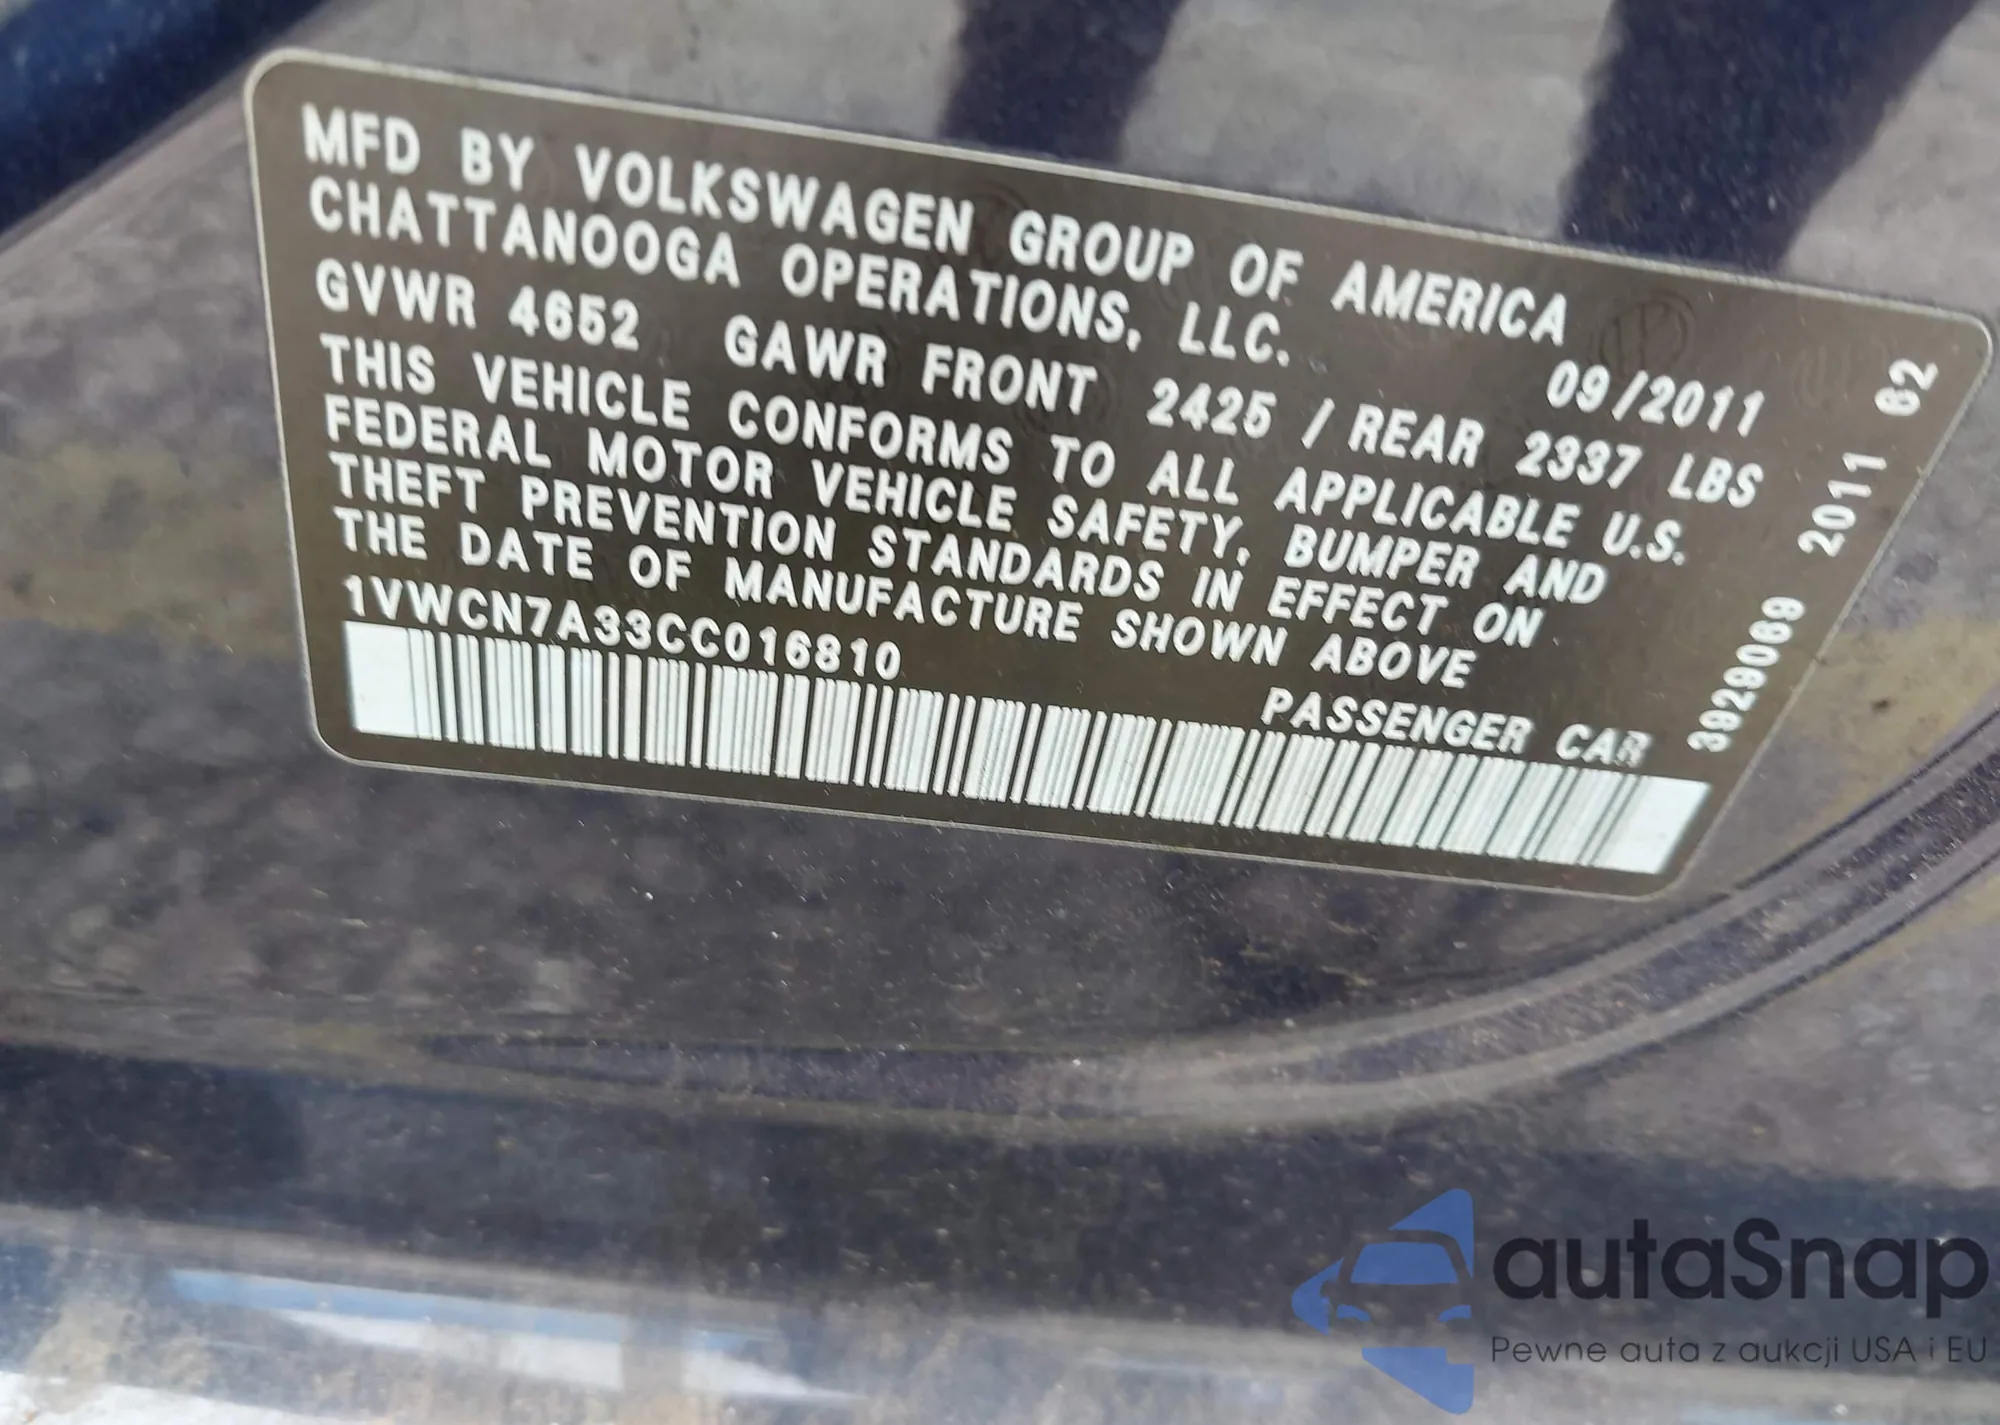 MFD BY VOLKSWAGEN GROUP OF AMERICA
CHATTANOOGA OPERATIONS, LLC.
09/2011
GVWR 4652 GAWR FRONT 2425 / REAR 2337 LBS
THIS VEHICLE CONFORMS TO ALL APPLICABLE U.S.
FEDERAL MOTOR VEHICLE SAFETY, BUMPER AND
THEFT PREVENTION STANDARDS IN EFFECT ON
THE DATE OF MANUFACTURE SHOWN ABOVE
1VWCN7A33CC016810
PASSENGER CAR
3929069 2011 62
autaSnap
Pewne auta z aukcji USA i EU